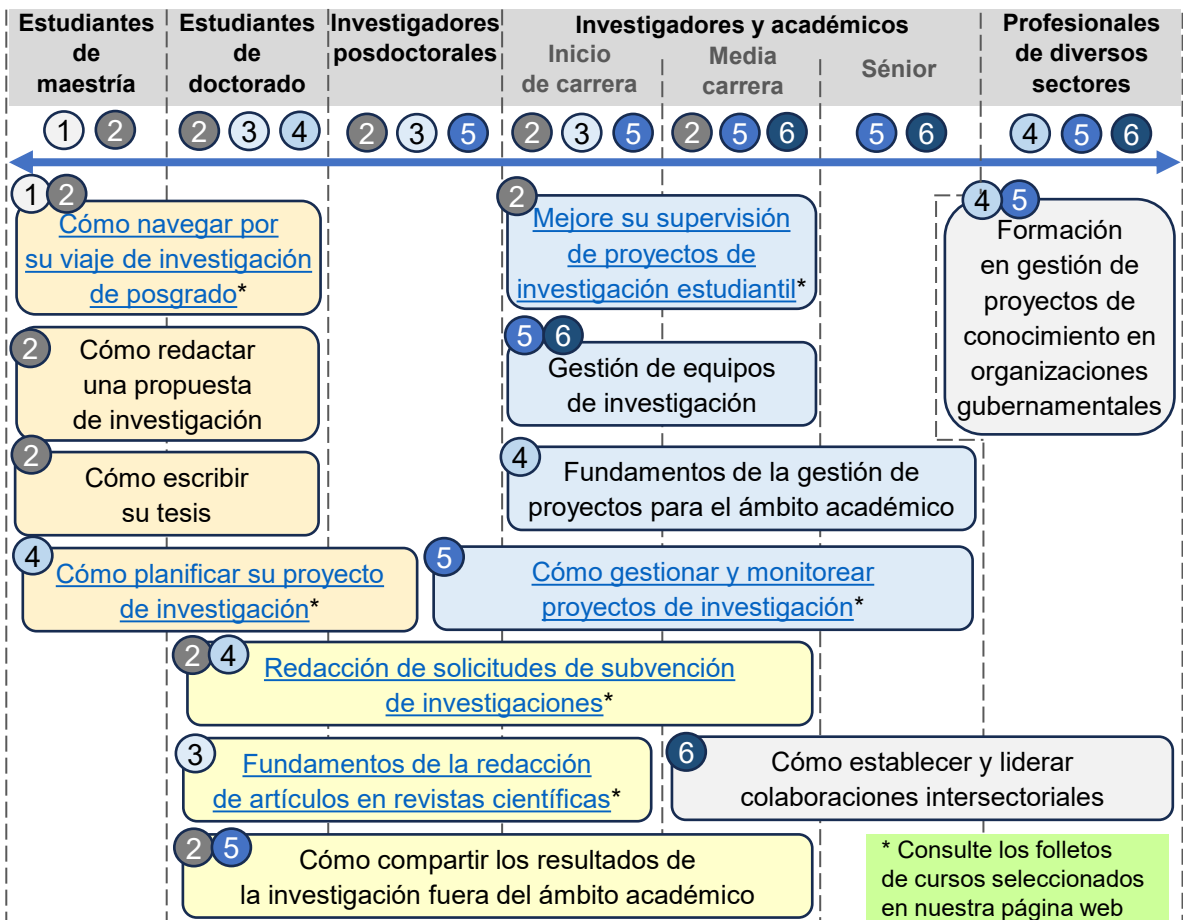 Estudiantes
de
maestría
Estudiantes
de
doctorado
Investigadores
posdoctorales
Investigadores y académicos
Inicio
de carrera
Media
carrera
Sénior
Profesionales
de diversos
sectores
1 2
2 3 4
2 3 5
2 3 5
2 5 6
5 6
4 5 6
1 2
Cómo navegar por
su viaje de investigación
de posgrado*
2
Mejore su supervisión
de proyectos de
investigación estudiantil*
4 5
Formación
en gestión de
proyectos de
conocimiento en
organizaciones
gubernamentales
2
Cómo redactar
una propuesta
de investigación
5 6
Gestión de equipos
de investigación
2
Cómo escribir
su tesis
4
Fundamentos de la gestión de
proyectos para el ámbito académico
4
Cómo planificar su proyecto
de investigación*
5
Cómo gestionar y monitorear
proyectos de investigación*
2 4
Redacción de solicitudes de subvención
de investigaciones*
3
Fundamentos de la redacción
de artículos en revistas científicas*
6
Cómo establecer y liderar
colaboraciones intersectoriales
2 5
Cómo compartir los resultados de
la investigación fuera del ámbito académico
* Consulte los folletos
de cursos seleccionados
en nuestra página web